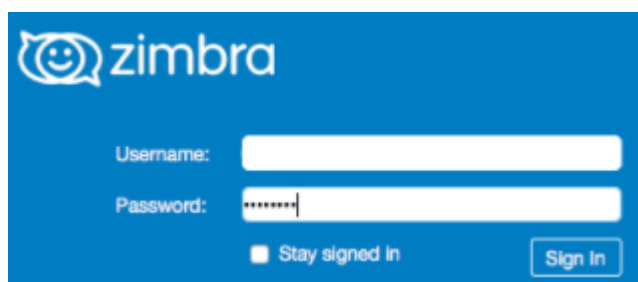 zimbra
Username:
Password: ••••••••
Stay signed in
Sign In